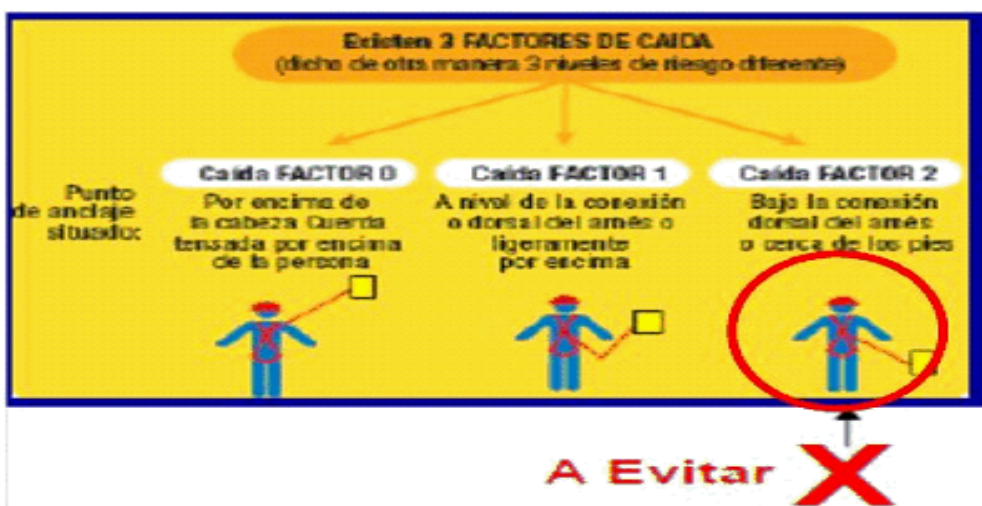 Existen 3 FACTORES DE CAIDA
(dicho de otra manera 3 niveles de riesgo diferente)
Punto
de anclaje
situado:
Caída FACTOR 0
Por encima de
la cabeza Cuerda
tensada por encima
de la persona
Caída FACTOR 1
A nivel de la conexión
o dorsal del arnés o
ligeramente
por encima
Caída FACTOR 2
Bajo la conexión
dorsal del arnés
o cerca de los pies
A Evitar X